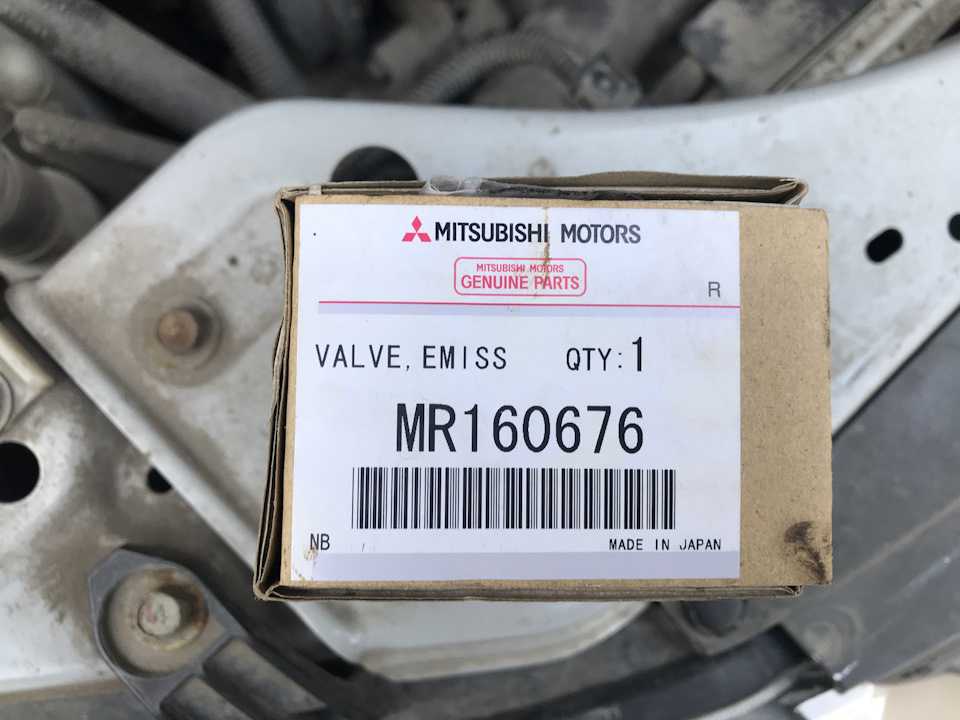 MITSUBISHI MOTORS
MITSUBISHI MOTORS
GENUINE PARTS
R
VALVE, EMISS QTY:1
MR160676
NB MADE IN JAPAN